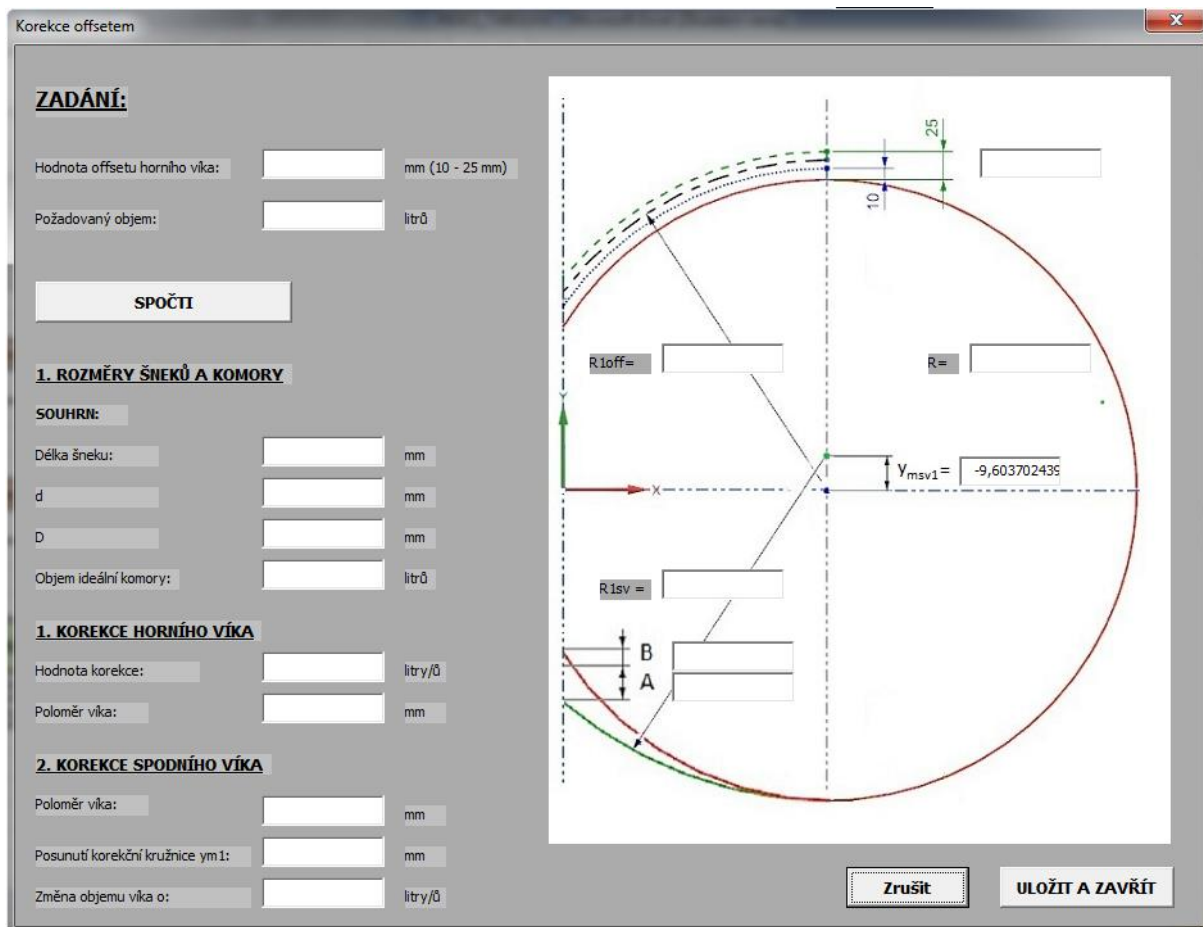 Korekce offsetem
ZADÁNÍ:
Hodnota offsetu horního víka:
mm (10 - 25 mm)
Požadovaný objem:
litrů
SPOČTI
1. ROZMĚRY ŠNEKŮ A KOMORY
SOUHRN:
Délka šneku:
mm
d
mm
D
mm
Objem ideální komory:
litrů
1. KOREKCE HORNÍHO VÍKA
Hodnota korekce:
litry/ů
Poloměr víka:
mm
2. KOREKCE SPODNÍHO VÍKA
Poloměr víka:
mm
Posunutí korekční kružnice ym1:
mm
Změna objemu víka o:
litry/ů
25
10
R1off=
R=
Y
X
ymsv1= -9,603702439
R1sv =
B
A
Zrušit
ULOŽIT A ZAVŘÍT